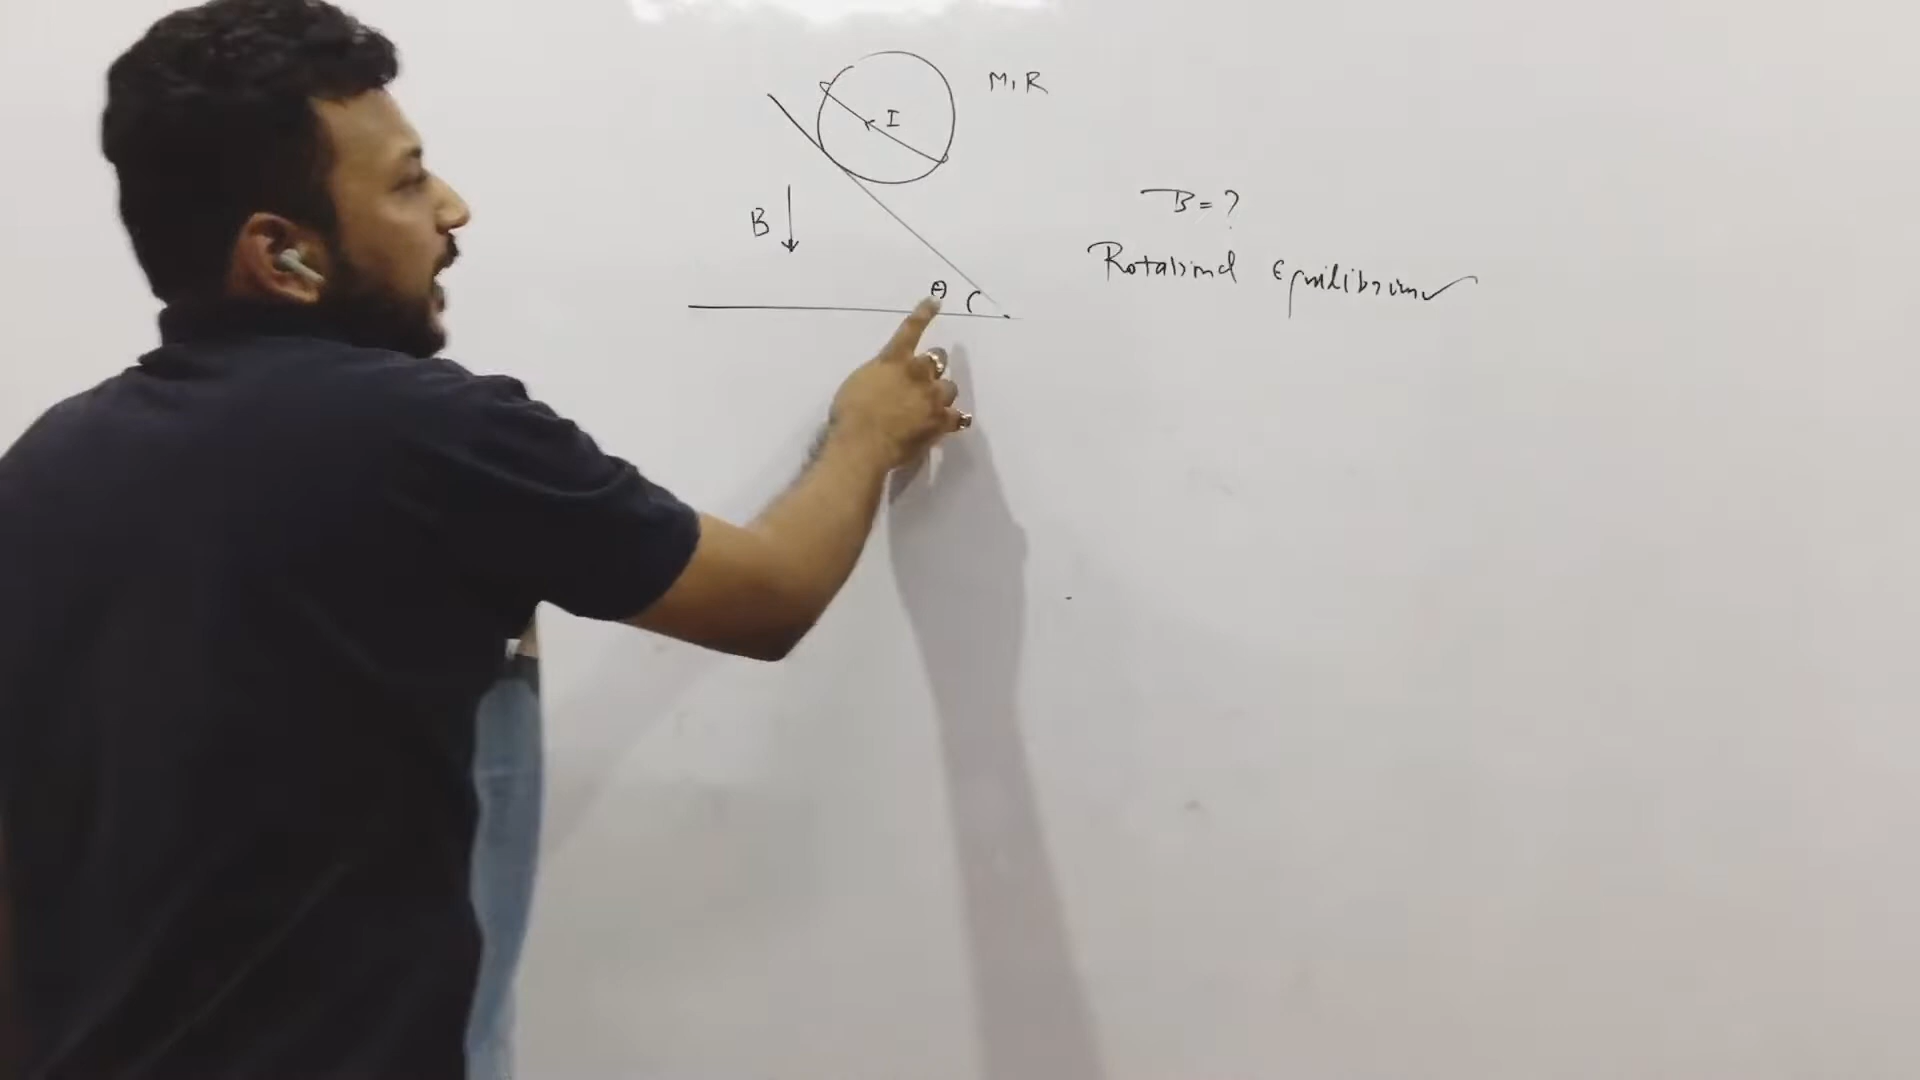 M, R
I
B = ?
B
Rotational Equilibrium
θ